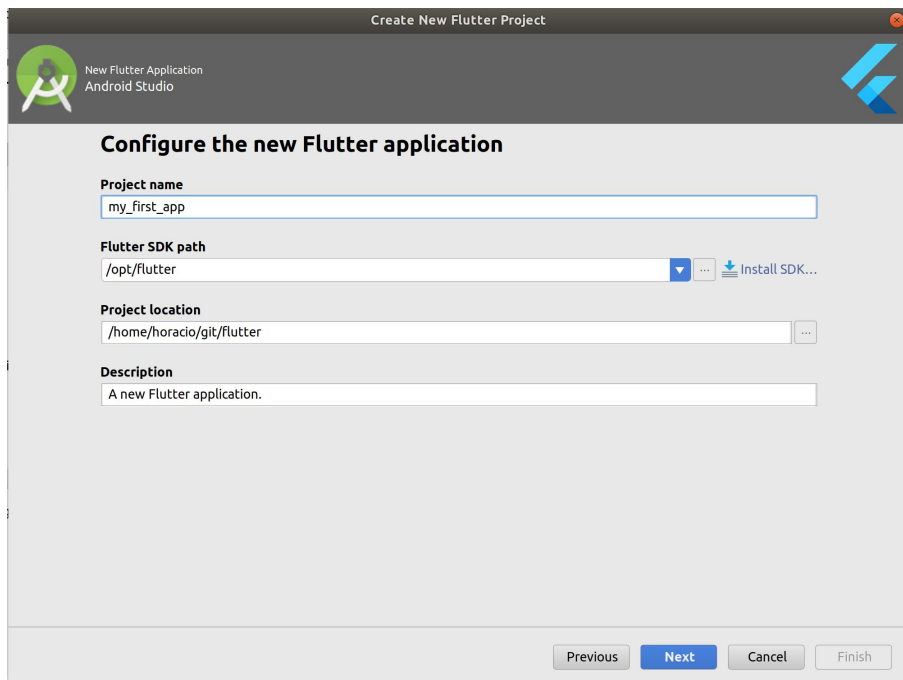 Create New Flutter Project
New Flutter Application
Android Studio
Configure the new Flutter application
Project name
my_first_app
Flutter SDK path
/opt/flutter
... Install SDK...
Project location
/home/horacio/git/flutter
...
Description
A new Flutter application.
Previous Next Cancel Finish